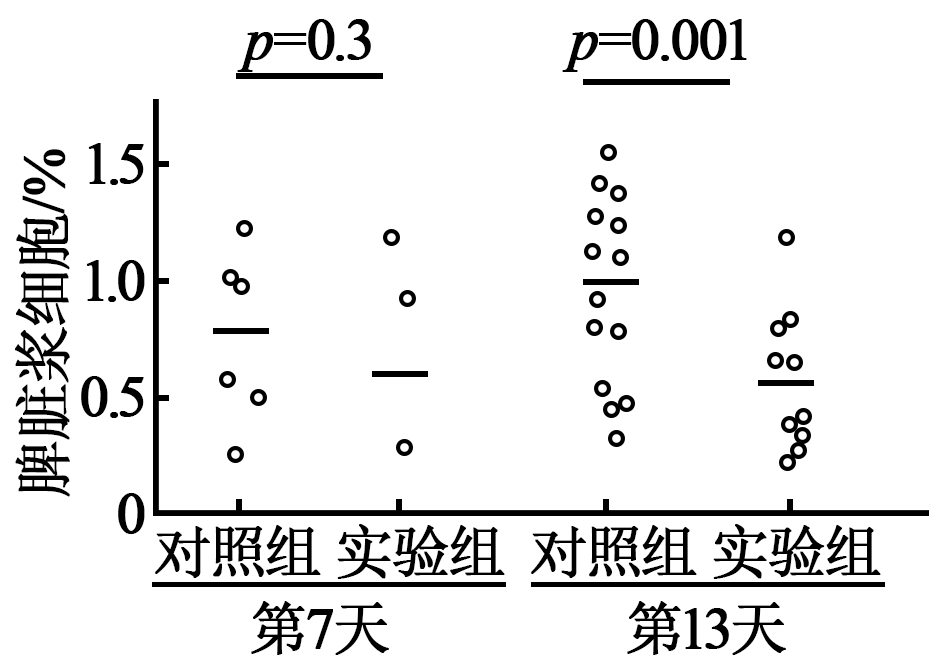 p=0.3
p=0.001
脾脏浆细胞/%
1.5
1.0
0.5
0
对照组 实验组 对照组 实验组
第7天 第13天